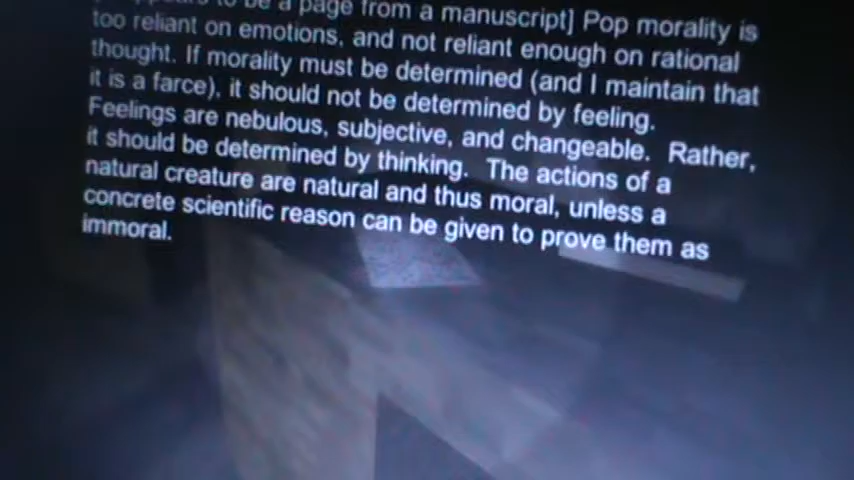 to be a page from a manuscript] Pop morality is
too reliant on emotions, and not reliant enough on rational
thought. If morality must be determined (and I maintain that
it is a farce), it should not be determined by feeling.
Feelings are nebulous, subjective, and changeable.  Rather,
it should be determined by thinking.  The actions of a
natural creature are natural and thus moral, unless a
concrete scientific reason can be given to prove them as
immoral.